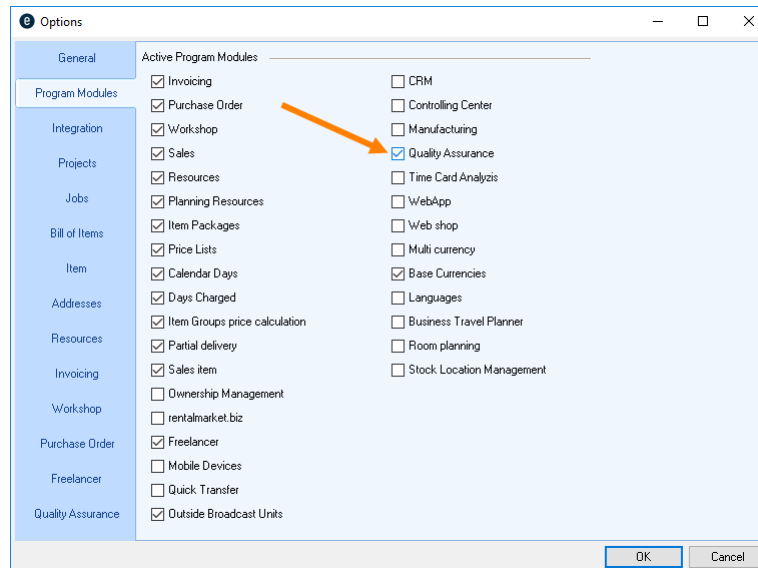 e Options
General
Program Modules
Integration
Projects
Jobs
Bill of Items
Item
Addresses
Resources
Invoicing
Workshop
Purchase Order
Freelancer
Quality Assurance
Active Program Modules
Invoicing
Purchase Order
Workshop
Sales
Resources
Planning Resources
Item Packages
Price Lists
Calendar Days
Days Charged
Item Groups price calculation
Partial delivery
Sales item
Ownership Management
rentalmarket.biz
Freelancer
Mobile Devices
Quick Transfer
Outside Broadcast Units
CRM
Controlling Center
Manufacturing
Quality Assurance
Time Card Analyzis
WebApp
Web shop
Multi currency
Base Currencies
Languages
Business Travel Planner
Room planning
Stock Location Management
OK
Cancel